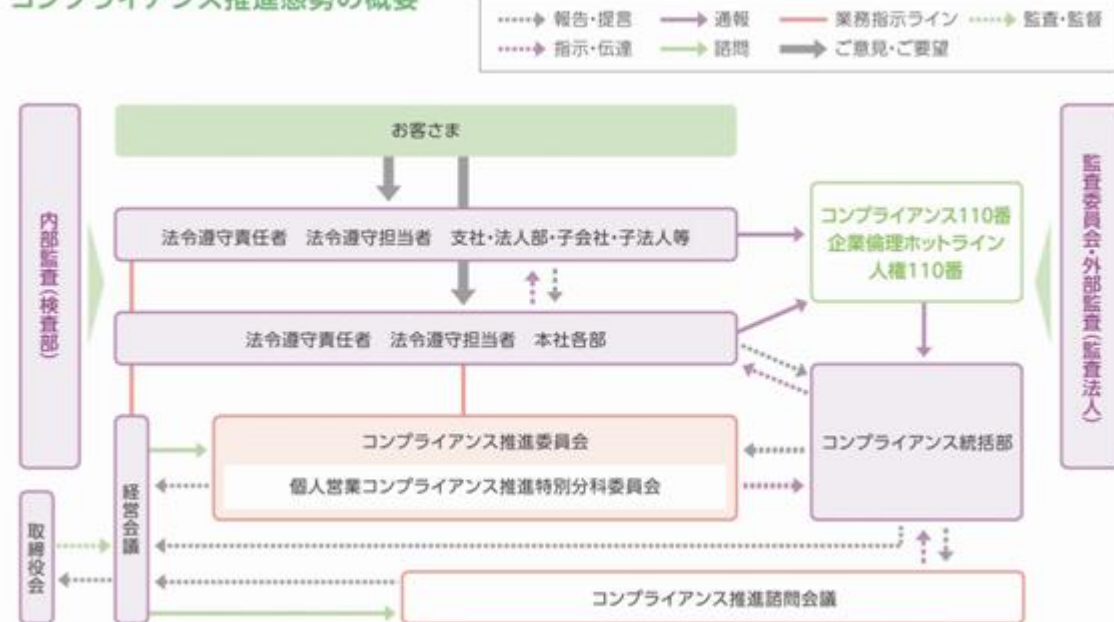 コンプライアンス推進態勢の概要
報告・提言
通報
業務指示ライン
監査・監督
指示・伝達
諮問
ご意見・ご要望
お客さま
内部監査(検査部)
法令遵守責任者 法令遵守担当者 支社・法人部・子会社・子法人等
コンプライアンス110番
企業倫理ホットライン
人権110番
監査委員会・外部監査(監査法人)
法令遵守責任者 法令遵守担当者 本社各部
コンプライアンス推進委員会
個人営業コンプライアンス推進特別分科委員会
コンプライアンス統括部
経営会議
取締役会
コンプライアンス推進諮問会議